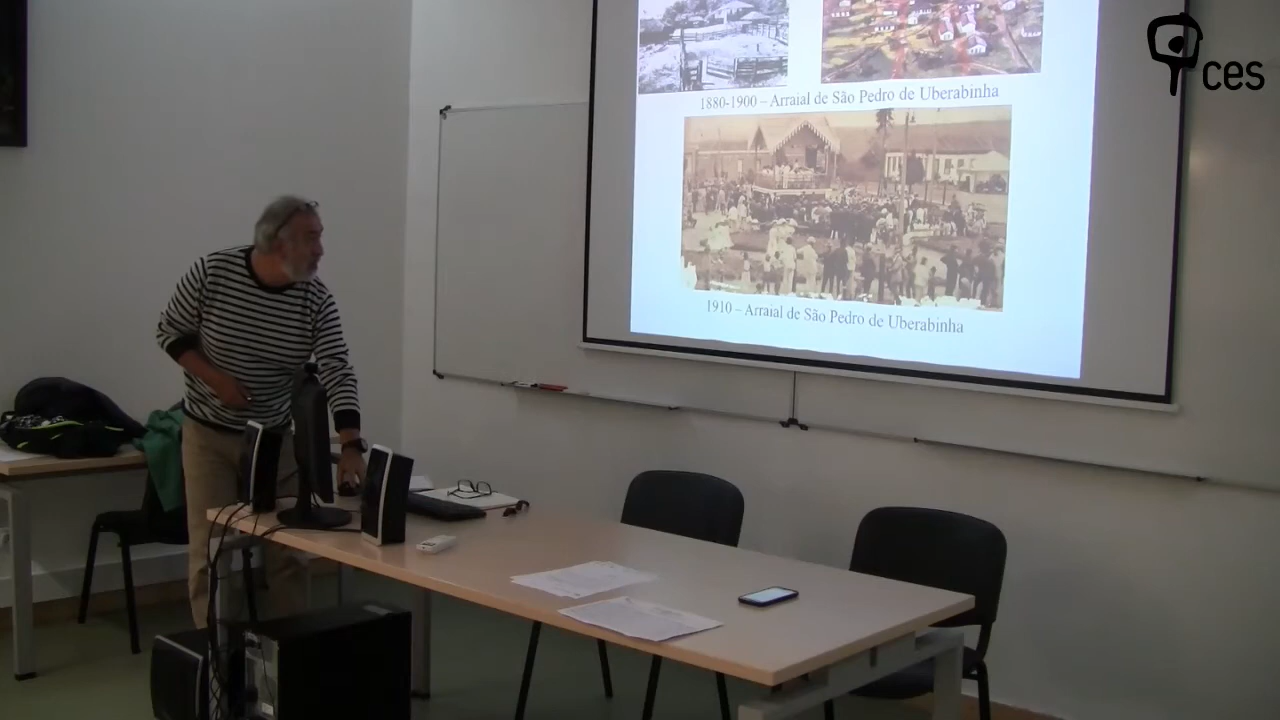 ces
1880-1900 – Arraial de São Pedro de Uberabinha
1910 – Arraial de São Pedro de Uberabinha